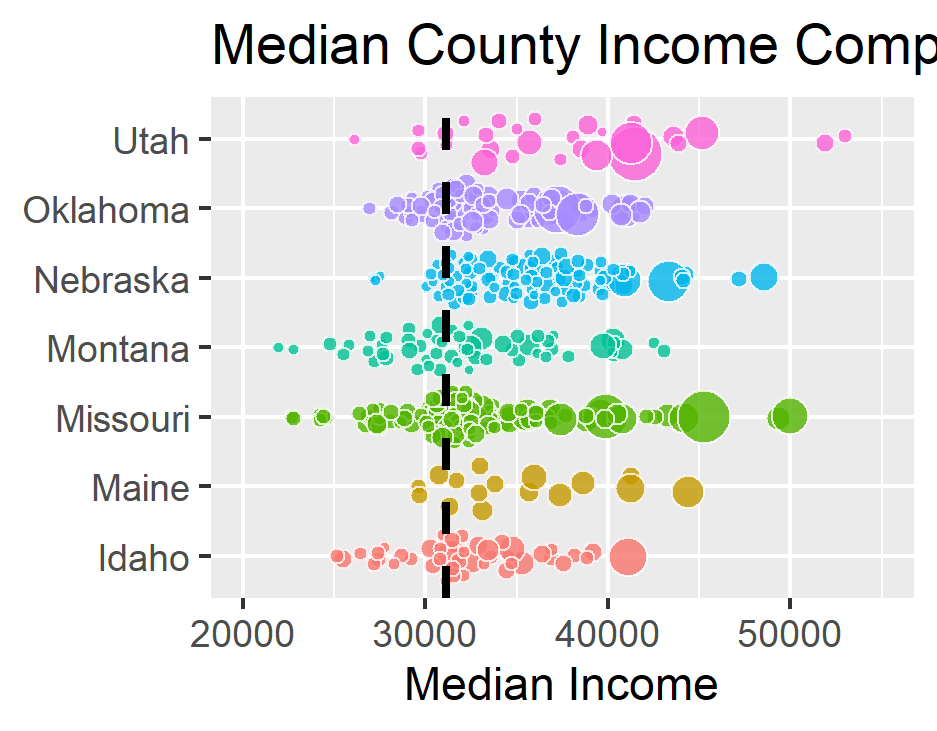 Median County Income Comp
Utah
Oklahoma
Nebraska
Montana
Missouri
Maine
Idaho
20000 30000 40000 50000
Median Income